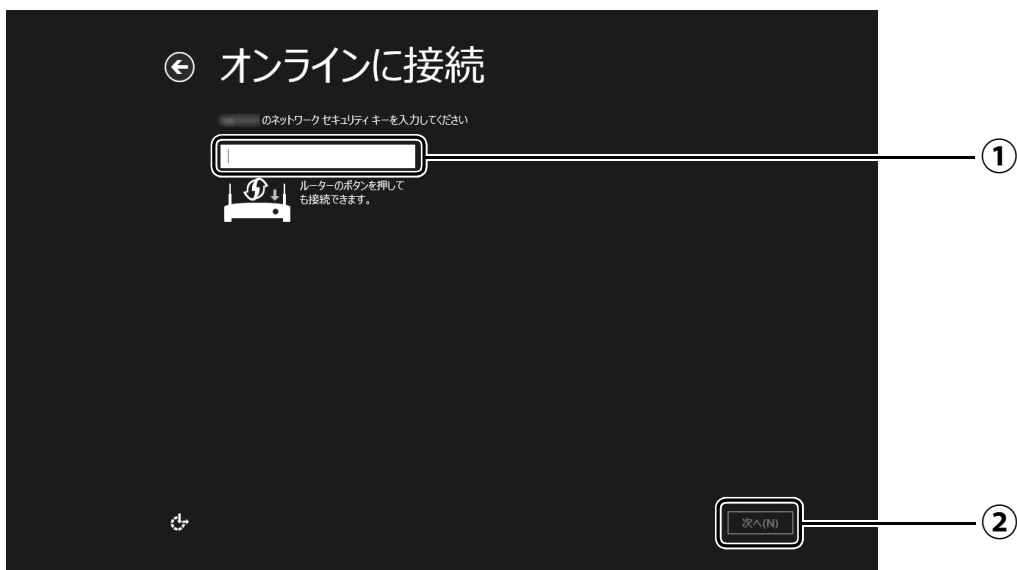 オンラインに接続
のネットワーク セキュリティ キーを入力してください
①
ルーターのボタンを押して
も接続できます。
次へ(N)
②